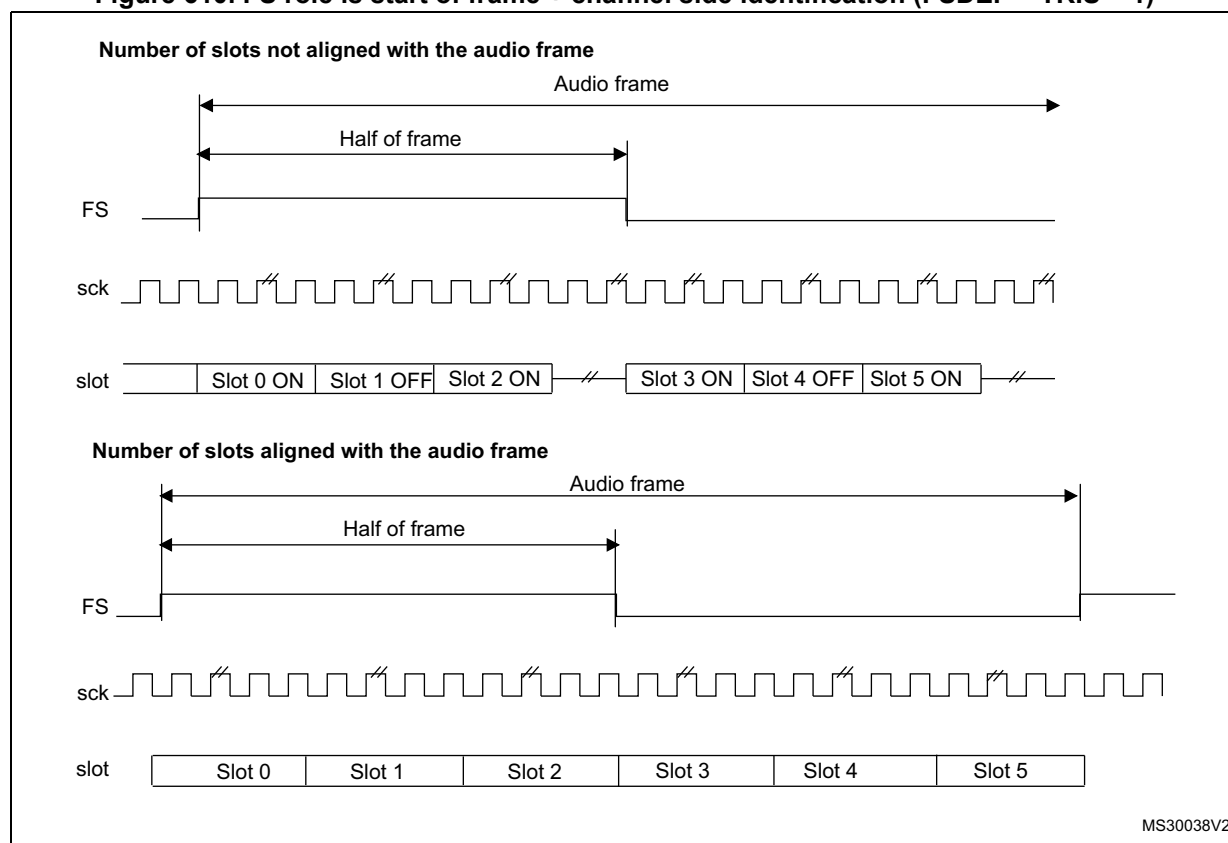 Number of slots not aligned with the audio frame
Audio frame
Half of frame
FS
sck
slot
Slot 0 ON
Slot 1 OFF
Slot 2 ON
Slot 3 ON
Slot 4 OFF
Slot 5 ON
Number of slots aligned with the audio frame
Audio frame
Half of frame
FS
sck
slot
Slot 0
Slot 1
Slot 2
Slot 3
Slot 4
Slot 5
MS30038V2